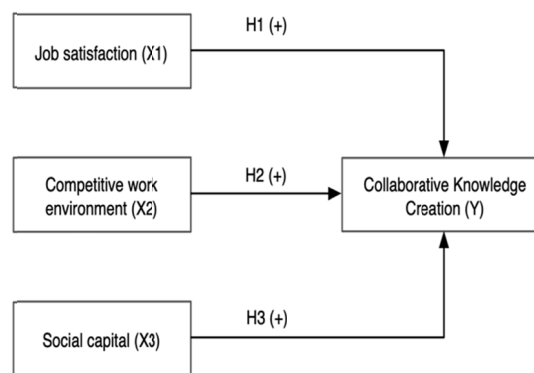 H1 (+)
Job satisfaction (X1)
Competitive work
environment (X2)
H2 (+)
Collaborative Knowledge
Creation (Y)
H3 (+)
Social capital (X3)